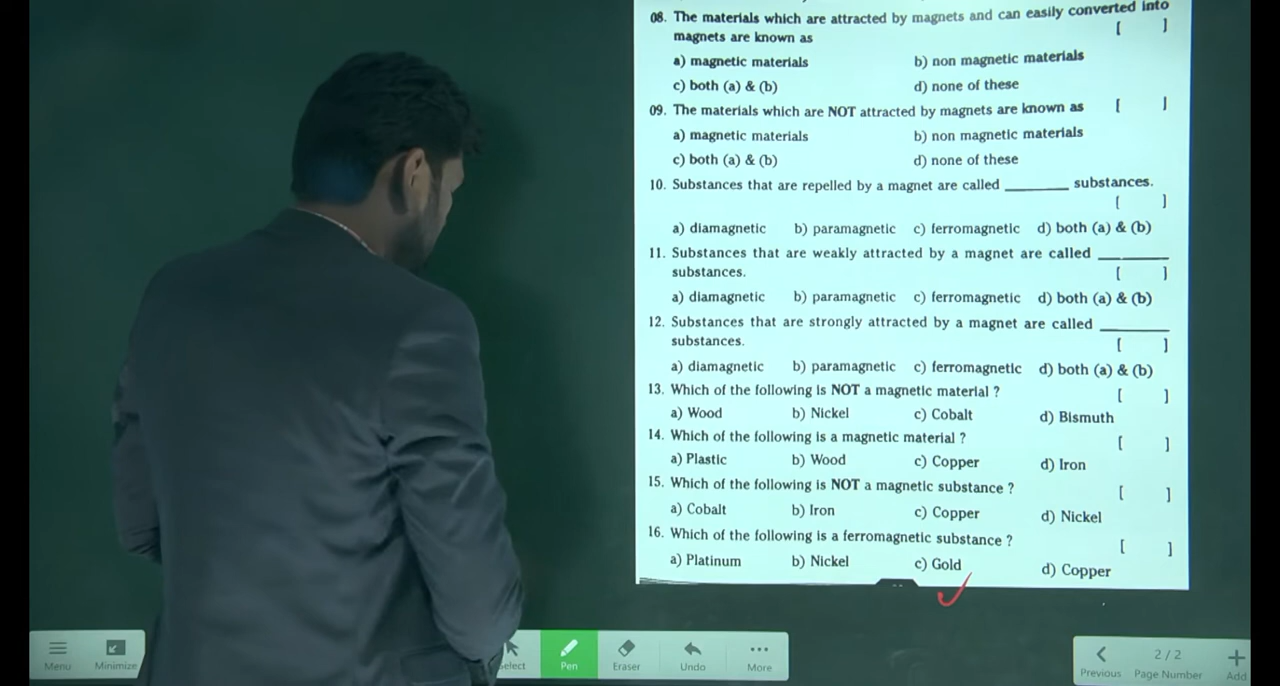 08. The materials which are attracted by magnets and can easily converted into
magnets are known as [ ]
a) magnetic materials b) non magnetic materials
c) both (a) & (b) d) none of these
09. The materials which are NOT attracted by magnets are known as [ ]
a) magnetic materials b) non magnetic materials
c) both (a) & (b) d) none of these
10. Substances that are repelled by a magnet are called ________ substances.
[ ]
a) diamagnetic b) paramagnetic c) ferromagnetic d) both (a) & (b)
11. Substances that are weakly attracted by a magnet are called ________
substances. [ ]
a) diamagnetic b) paramagnetic c) ferromagnetic d) both (a) & (b)
12. Substances that are strongly attracted by a magnet are called ________
substances. [ ]
a) diamagnetic b) paramagnetic c) ferromagnetic d) both (a) & (b)
13. Which of the following is NOT a magnetic material ? [ ]
a) Wood b) Nickel c) Cobalt d) Bismuth
14. Which of the following is a magnetic material ? [ ]
a) Plastic b) Wood c) Copper d) Iron
15. Which of the following is NOT a magnetic substance ? [ ]
a) Cobalt b) Iron c) Copper d) Nickel
16. Which of the following is a ferromagnetic substance ? [ ]
a) Platinum b) Nickel c) Gold d) Copper
Menu Minimize Select Pen Eraser Undo More
2 / 2
Previous Page Number Add